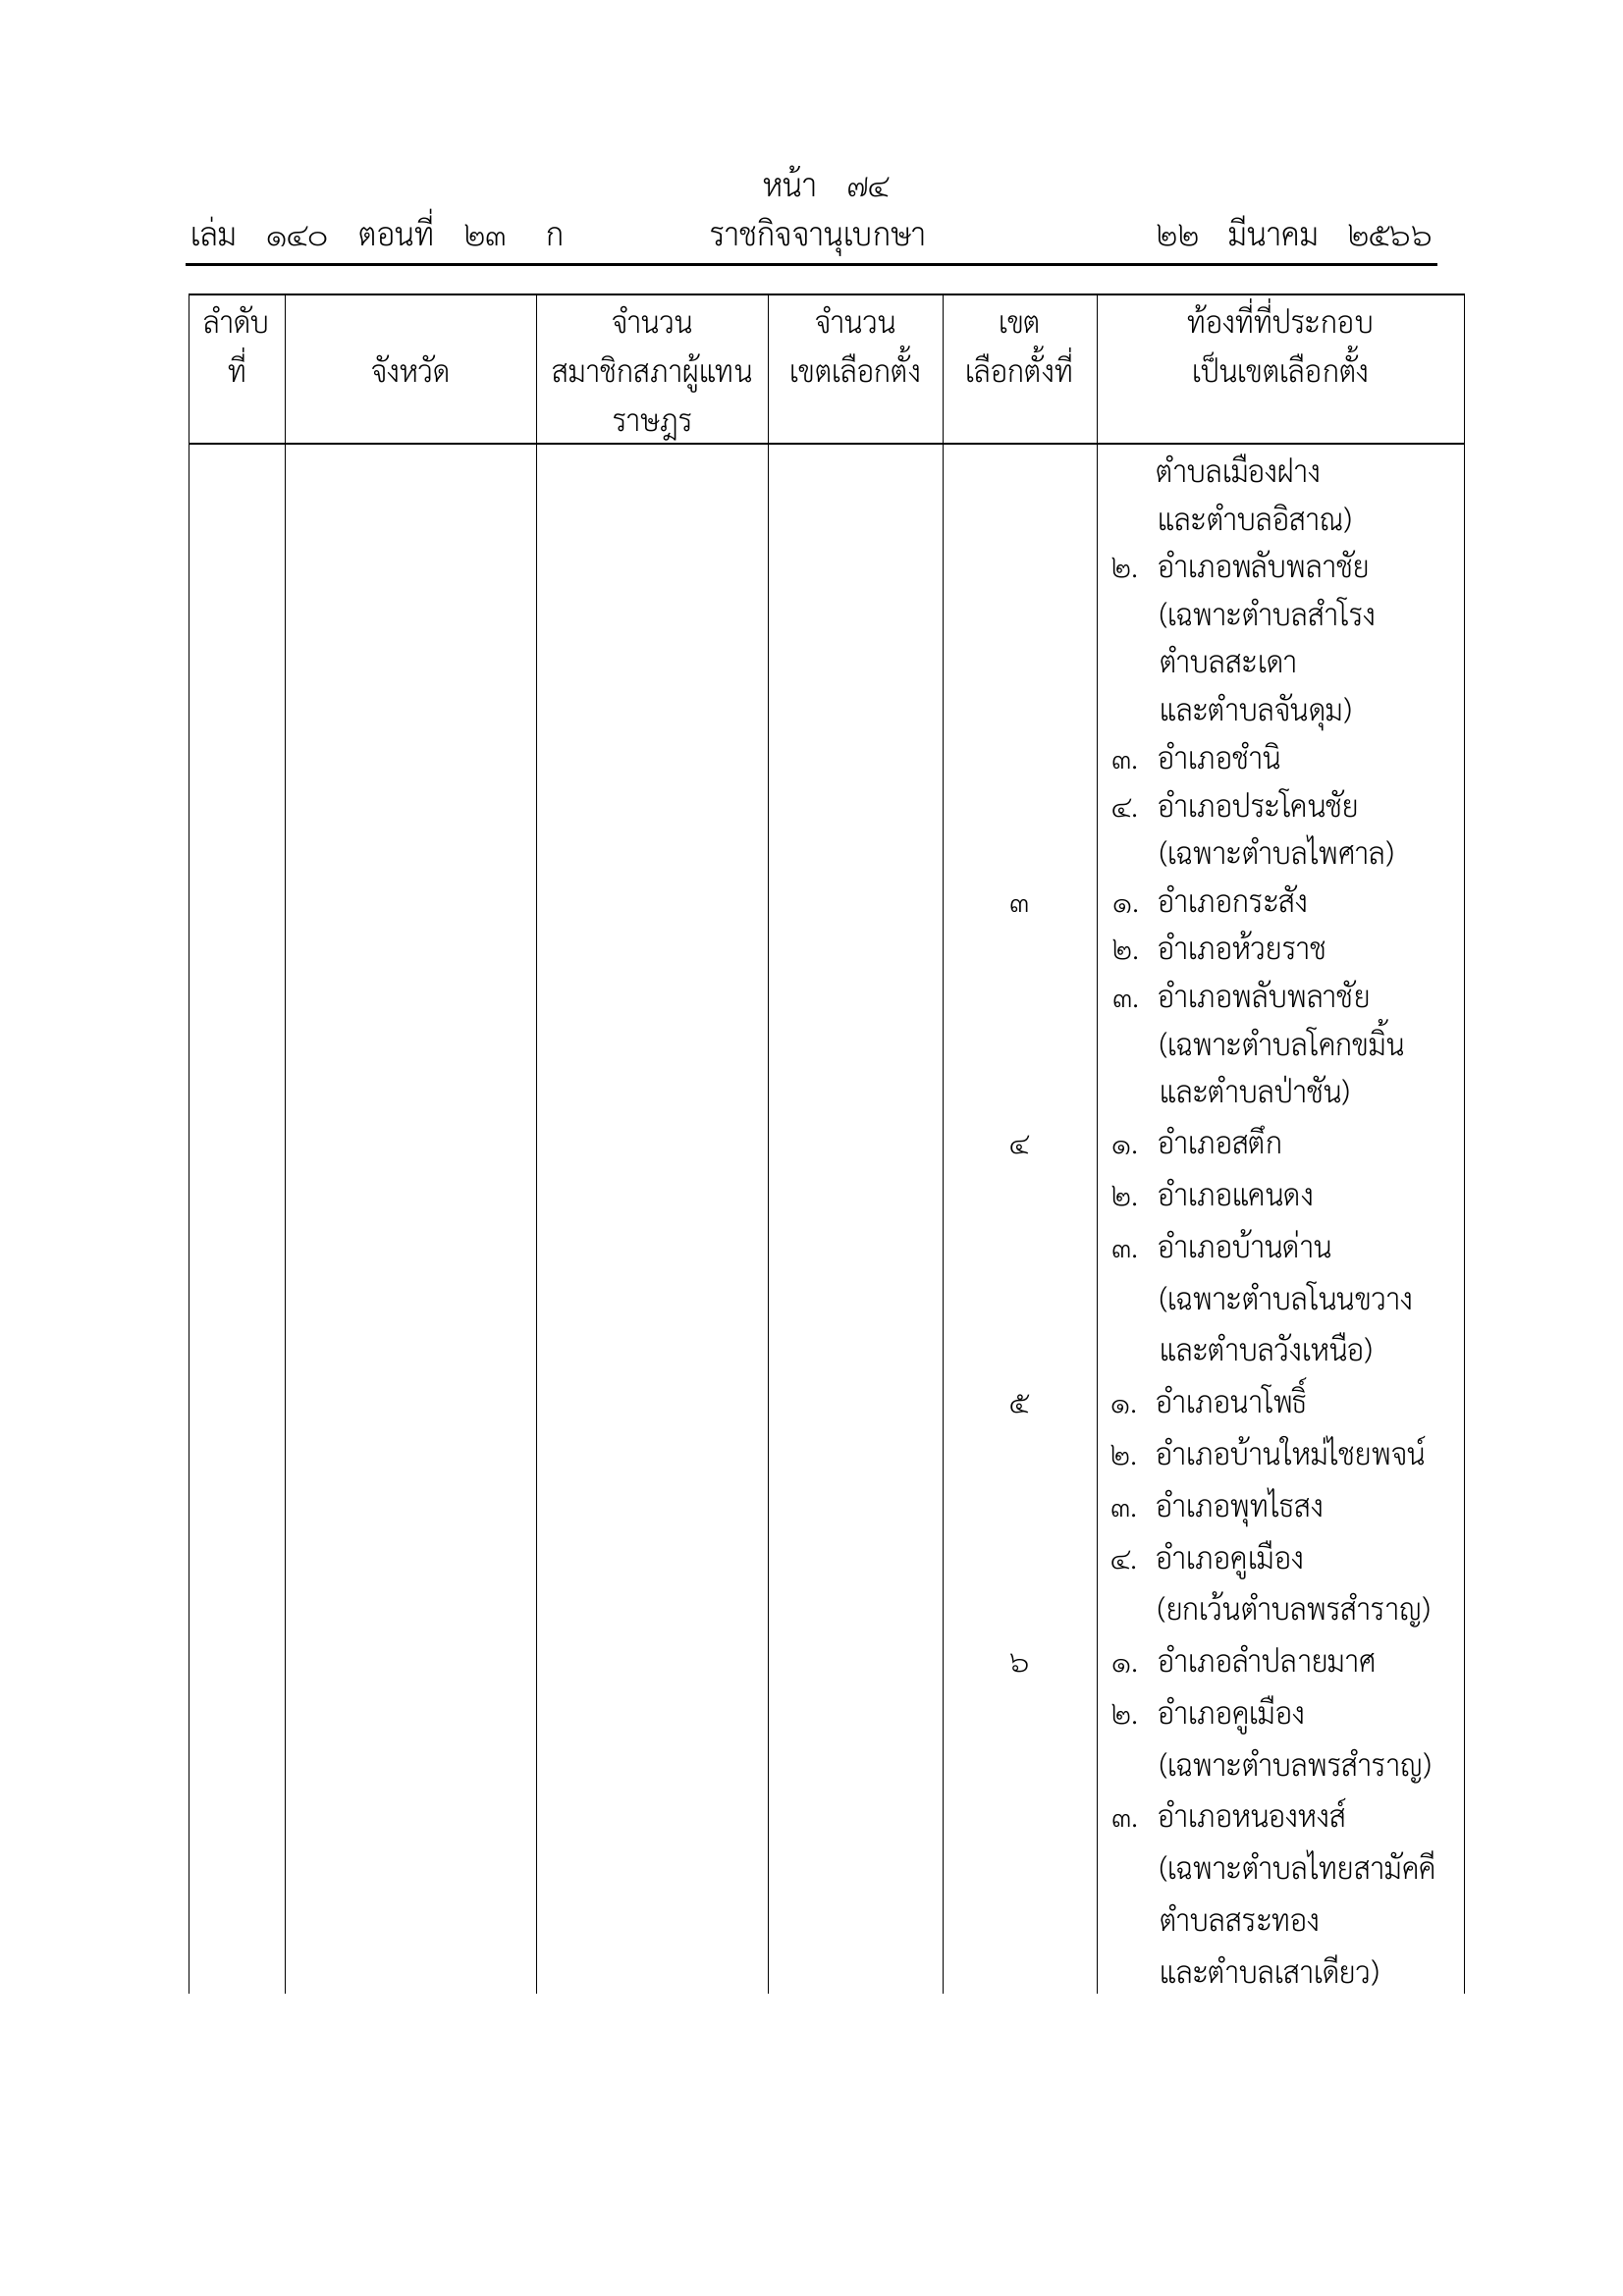 หน้า ๗๔
เล่ม ๑๔๐ ตอนที่ ๒๓ ก ราชกิจจานุเบกษา ๒๒ มีนาคม ๒๕๖๖
ลำดับ จำนวน จำนวน เขต ท้องที่ที่ประกอบ
ที่ จังหวัด สมาชิกสภาผู้แทน เขตเลือกตั้ง เลือกตั้งที่ เป็นเขตเลือกตั้ง
ราษฎร
ตำบลเมืองฝาง
และตำบลอิสาณ)
๒. อำเภอพลับพลาชัย
(เฉพาะตำบลสำโรง
ตำบลสะเดา
และตำบลจันดุม)
๓. อำเภอชำนิ
๔. อำเภอประโคนชัย
(เฉพาะตำบลไพศาล)
๓ ๑. อำเภอกระสัง
๒. อำเภอห้วยราช
๓. อำเภอพลับพลาชัย
(เฉพาะตำบลโคกขมิ้น
และตำบลป่าชัน)
๔ ๑. อำเภอสตึก
๒. อำเภอแคนดง
๓. อำเภอบ้านด่าน
(เฉพาะตำบลโนนขวาง
และตำบลวังเหนือ)
๕ ๑. อำเภอนาโพธิ์
๒. อำเภอบ้านใหม่ไชยพจน์
๓. อำเภอพุทไธสง
๔. อำเภอคูเมือง
(ยกเว้นตำบลพรสำราญ)
๖ ๑. อำเภอลำปลายมาศ
๒. อำเภอคูเมือง
(เฉพาะตำบลพรสำราญ)
๓. อำเภอหนองหงส์
(เฉพาะตำบลไทยสามัคคี
ตำบลสระทอง
และตำบลเสาเดียว)